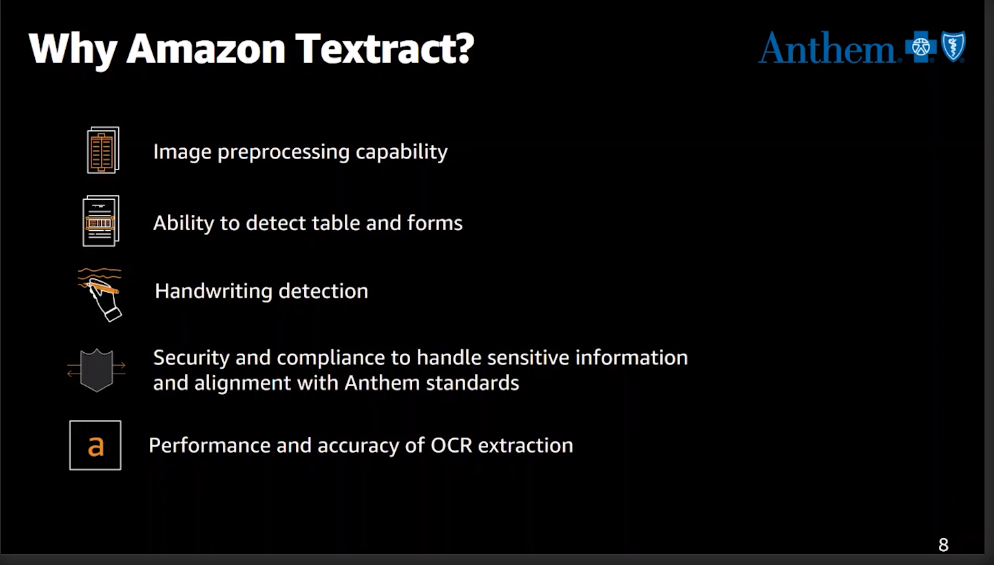 Why Amazon Textract?
Anthem
Image preprocessing capability
Ability to detect table and forms
Handwriting detection
Security and compliance to handle sensitive information
and alignment with Anthem standards
a
Performance and accuracy of OCR extraction
8